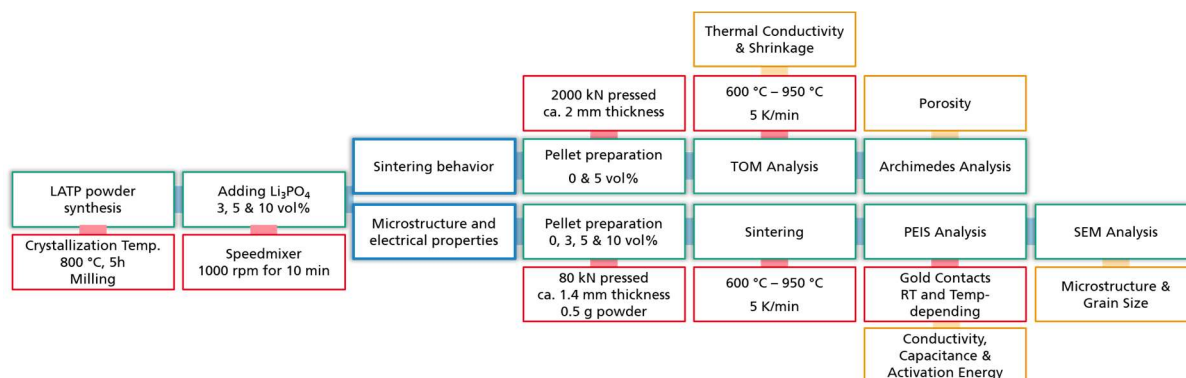 Thermal Conductivity
& Shrinkage
2000 kN pressed
ca. 2 mm thickness
600 °C – 950 °C
5 K/min
Porosity
Sintering behavior
Pellet preparation
0 & 5 vol%
TOM Analysis
Archimedes Analysis
LATP powder
synthesis
Adding Li₃PO₄
3, 5 & 10 vol%
Microstructure and
electrical properties
Pellet preparation
0, 3, 5 & 10 vol%
Sintering
PEIS Analysis
SEM Analysis
Crystallization Temp.
800 °C, 5h
Milling
Speedmixer
1000 rpm for 10 min
80 kN pressed
ca. 1.4 mm thickness
0.5 g powder
600 °C – 950 °C
5 K/min
Gold Contacts
RT and Temp-
depending
Microstructure &
Grain Size
Conductivity,
Capacitance &
Activation Energy